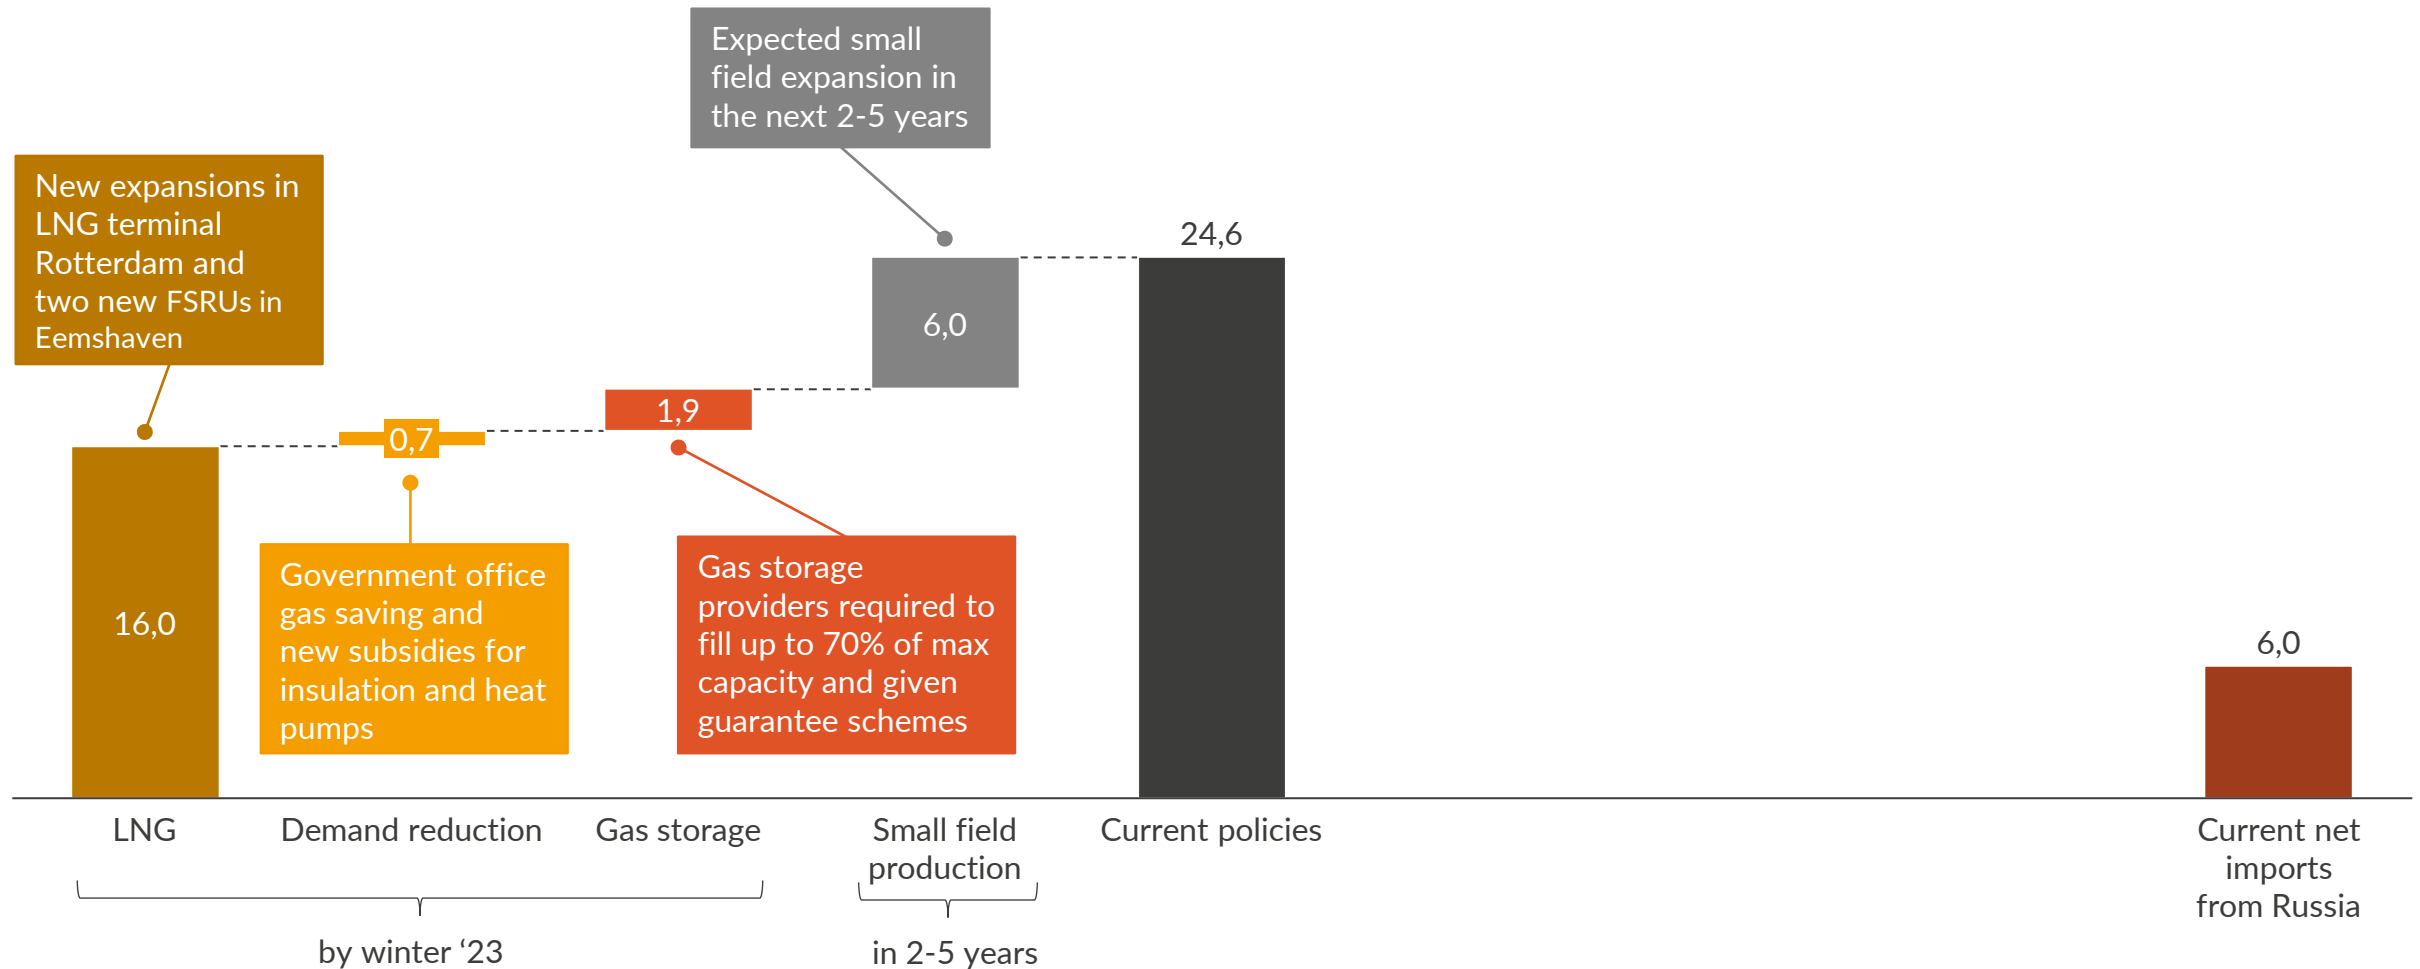 Expected small
field expansion in
the next 2-5 years
New expansions in
LNG terminal
Rotterdam and
two new FSRUs in
Eemshaven
24,6
6,0
1,9
0,7
Government office
gas saving and
new subsidies for
insulation and heat
pumps
Gas storage
providers required to
fill up to 70% of max
capacity and given
guarantee schemes
16,0
6,0
LNG
Demand reduction
Gas storage
Small field
production
Current policies
Current net
imports
from Russia
by winter ‘23
in 2-5 years